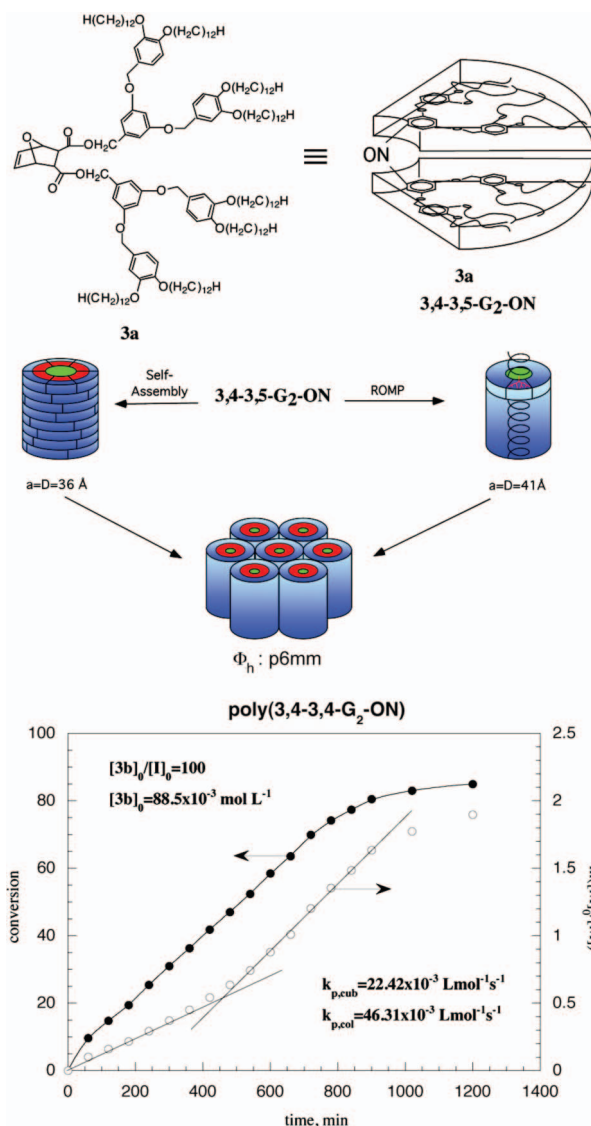 H(CH₂)₁₂O
O(H₂C)₁₂H
O
O(H₂C)₁₂H
O
O
O(H₂C)₁₂H
O
O
OCH₂
ON
OCH₂
O
O
O
O(H₂C)₁₂H
O(H₂C)₁₂H
O
3a
H(CH₂)₁₂O
O(H₂C)₁₂H
3,4-3,5-G₂-ON
3a
Self-
Assembly
3,4-3,5-G₂-ON
ROMP
a=D=36 Å
a=D=41Å
Φh : p6mm
poly(3,4-3,4-G₂-ON)
100
2.5
[3b]₀/[I]₀=100
[3b]₀=88.5x10⁻³ mol L⁻¹
80
2
60
1.5
conversion
40
1
kp,cub=22.42x10⁻³ Lmol⁻¹s⁻¹
20
0.5
kp,col=46.31x10⁻³ Lmol⁻¹s⁻¹
0
0
0
200
400
600
800
1000
1200
1400
time, min